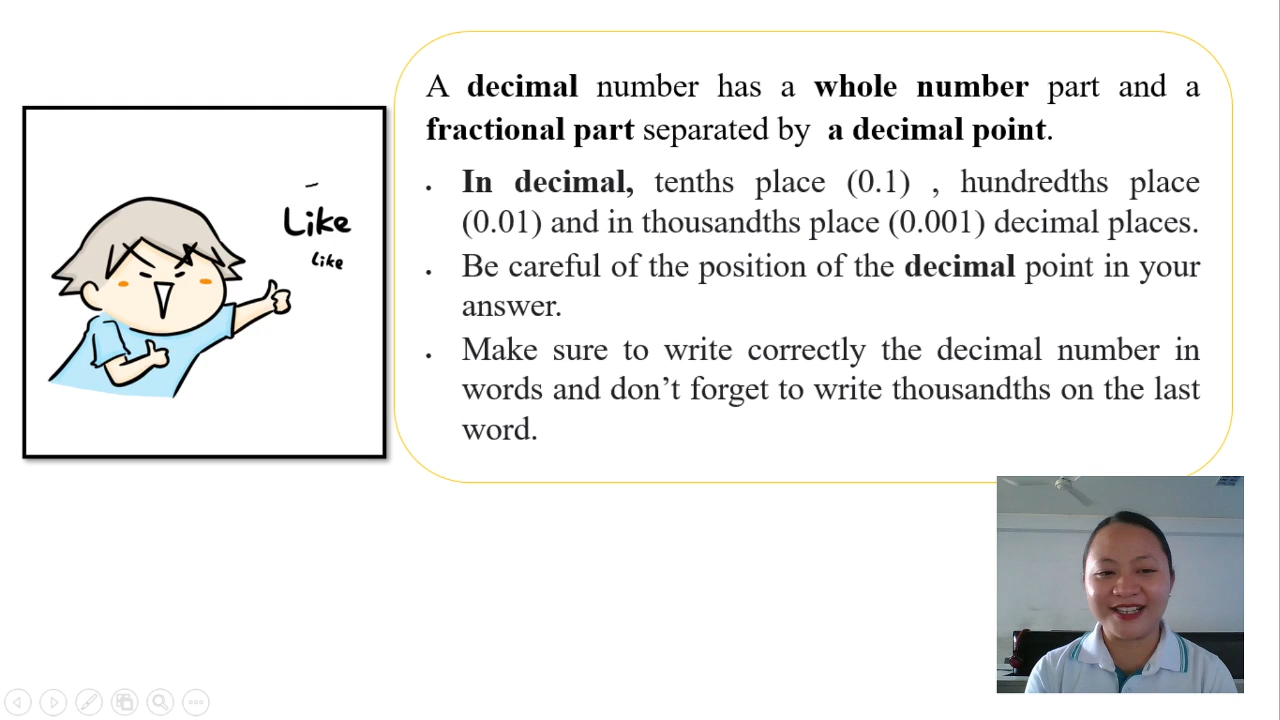 A decimal number has a whole number part and a
fractional part separated by a decimal point.
• In decimal, tenths place (0.1) , hundredths place
(0.01) and in thousandths place (0.001) decimal places.
• Be careful of the position of the decimal point in your
answer.
• Make sure to write correctly the decimal number in
words and don’t forget to write thousandths on the last
word.
Like
Like